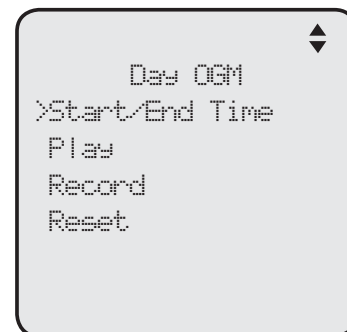 Day OGM
>Start/End Time
Play
Record
Reset